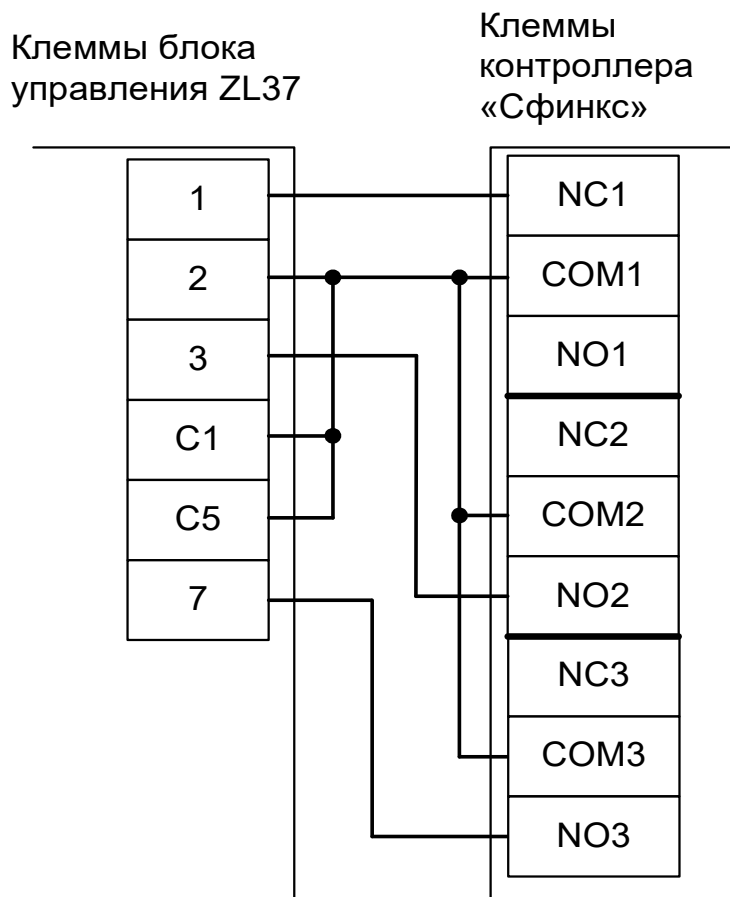 Клеммы блока
управления ZL37
Клеммы
контроллера
«Сфинкс»
1
2
3
C1
C5
7
NC1
COM1
NO1
NC2
COM2
NO2
NC3
COM3
NO3